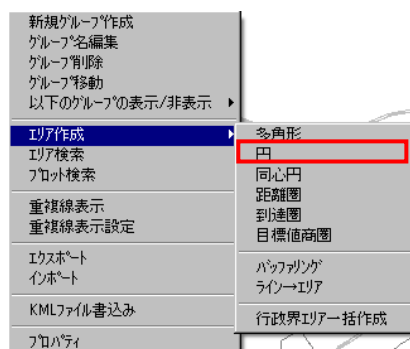 新規ｸﾞﾙｰﾌﾟ作成
ｸﾞﾙｰﾌﾟ名編集
ｸﾞﾙｰﾌﾟ削除
ｸﾞﾙｰﾌﾟ移動
以下のｸﾞﾙｰﾌﾟの表示/非表示
ｴﾘｱ作成
ｴﾘｱ検索
ﾌﾟﾛｯﾄ検索
重複線表示
重複線表示設定
ｴｸｽﾎﾟｰﾄ
ｲﾝﾎﾟｰﾄ
KMLﾌｧｲﾙ書込み
ﾌﾟﾛﾊﾟﾃｨ
多角形
円
同心円
距離圏
到達圏
目標値商圏
ﾊﾞｯﾌｧﾘﾝｸﾞ
ﾗｲﾝ→ｴﾘｱ
行政界ｴﾘｱ一括作成